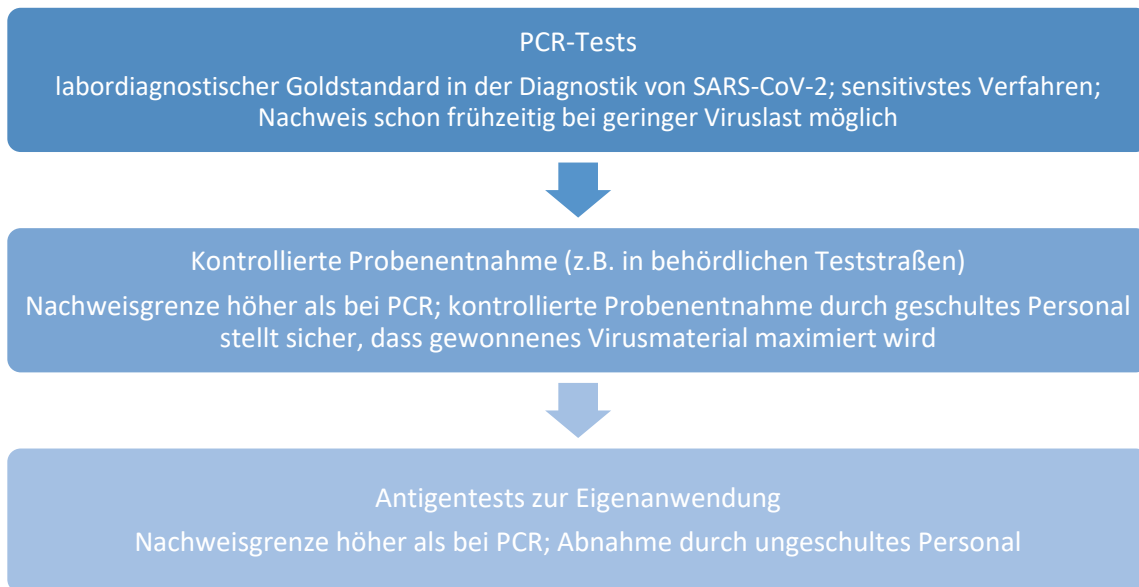 PCR-Tests
labordiagnostischer Goldstandard in der Diagnostik von SARS-CoV-2; sensitivstes Verfahren;
Nachweis schon frühzeitig bei geringer Viruslast möglich
Kontrollierte Probenentnahme (z.B. in behördlichen Teststraßen)
Nachweisgrenze höher als bei PCR; kontrollierte Probenentnahme durch geschultes Personal
stellt sicher, dass gewonnenes Virusmaterial maximiert wird
Antigentests zur Eigenanwendung
Nachweisgrenze höher als bei PCR; Abnahme durch ungeschultes Personal